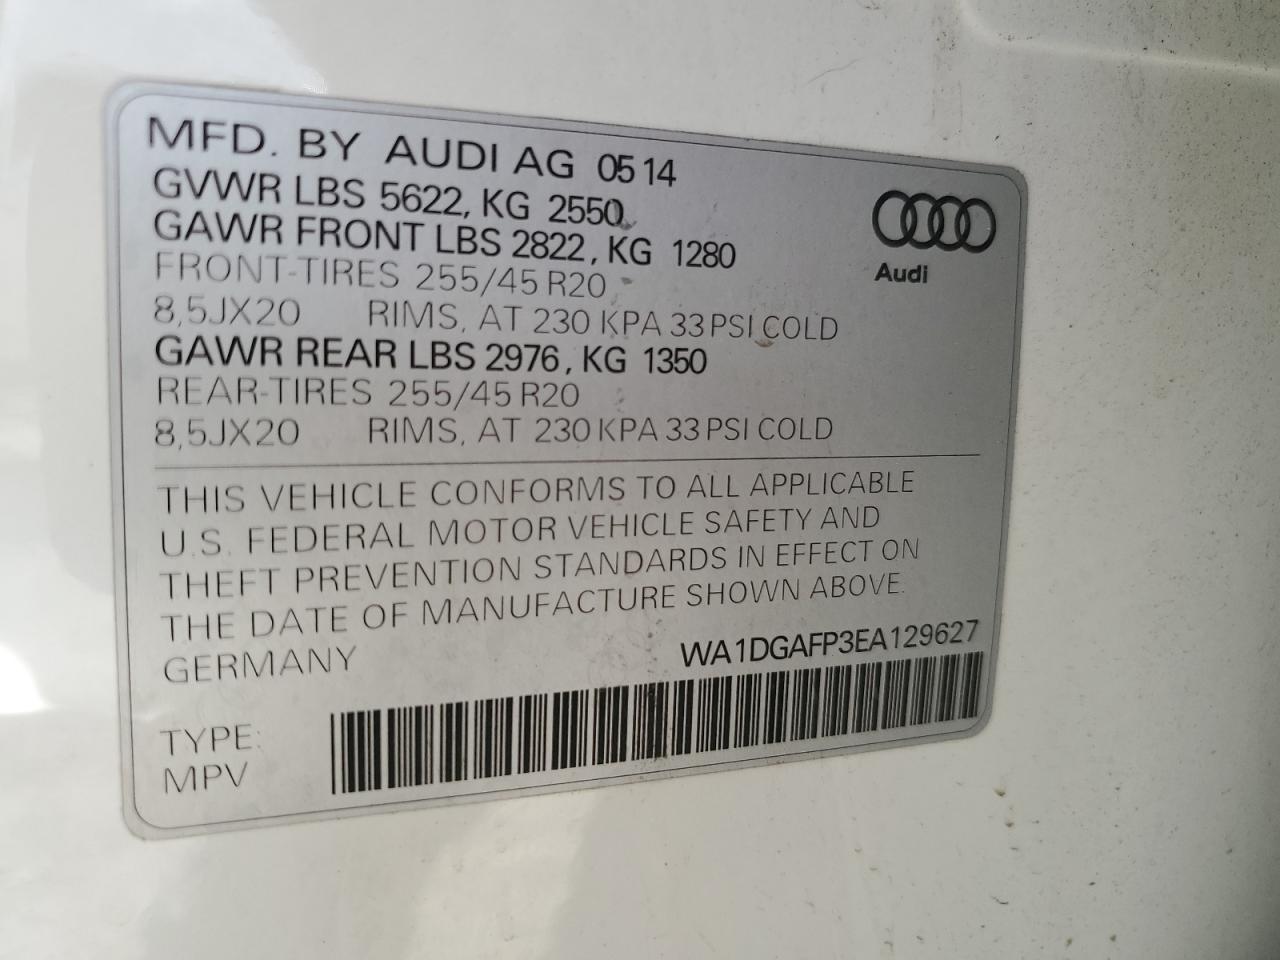 MFD. BY AUDI AG 05 14
GVWR LBS 5622, KG 2550
GAWR FRONT LBS 2822, KG 1280
FRONT-TIRES 255/45 R20
8,5JX20 RIMS, AT 230 KPA 33 PSI COLD
GAWR REAR LBS 2976, KG 1350
REAR-TIRES 255/45 R20
8,5JX20 RIMS, AT 230 KPA 33 PSI COLD
Audi
THIS VEHICLE CONFORMS TO ALL APPLICABLE
U.S. FEDERAL MOTOR VEHICLE SAFETY AND
THEFT PREVENTION STANDARDS IN EFFECT ON
THE DATE OF MANUFACTURE SHOWN ABOVE.
GERMANY WA1DGAFP3EA129627
TYPE:
MPV